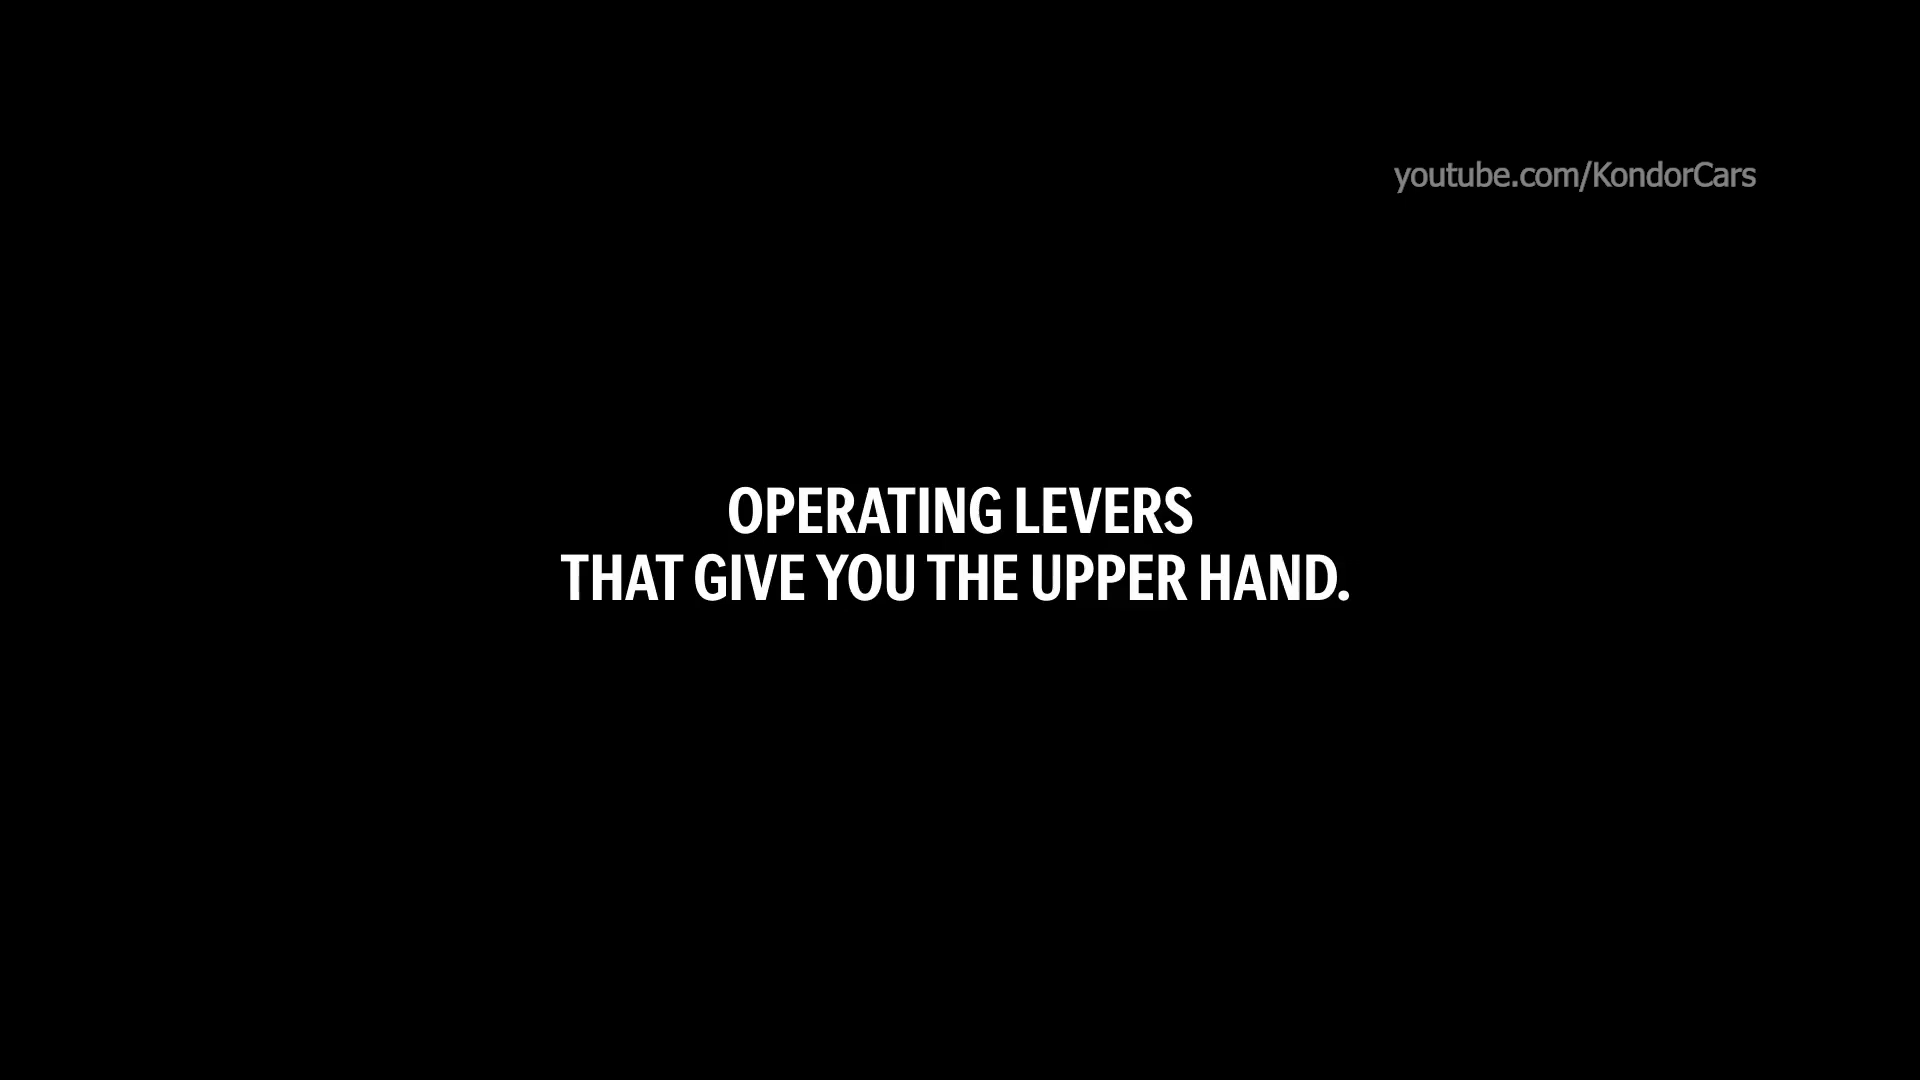 youtube.com/KondorCars
OPERATING LEVERS
THAT GIVE YOU THE UPPER HAND.